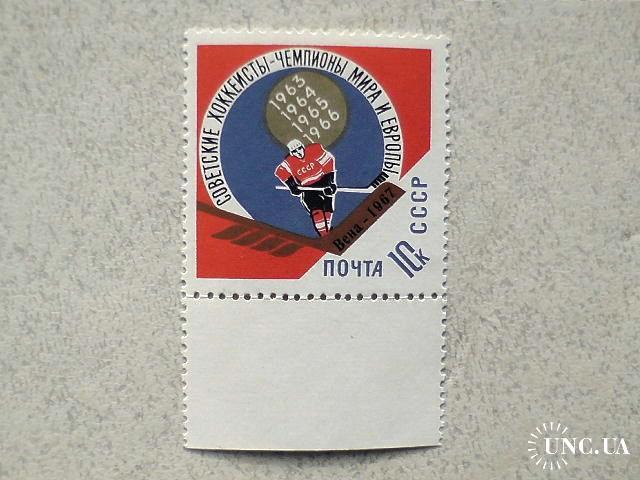 СОВЕТСКИЕ ХОККЕИСТЫ-ЧЕМПИОНЫ МИРА И ЕВРОПЫ
1963
1964
1965
1966
СССР
Вена-1967
ПОЧТА 10к СССР
UNC.UA